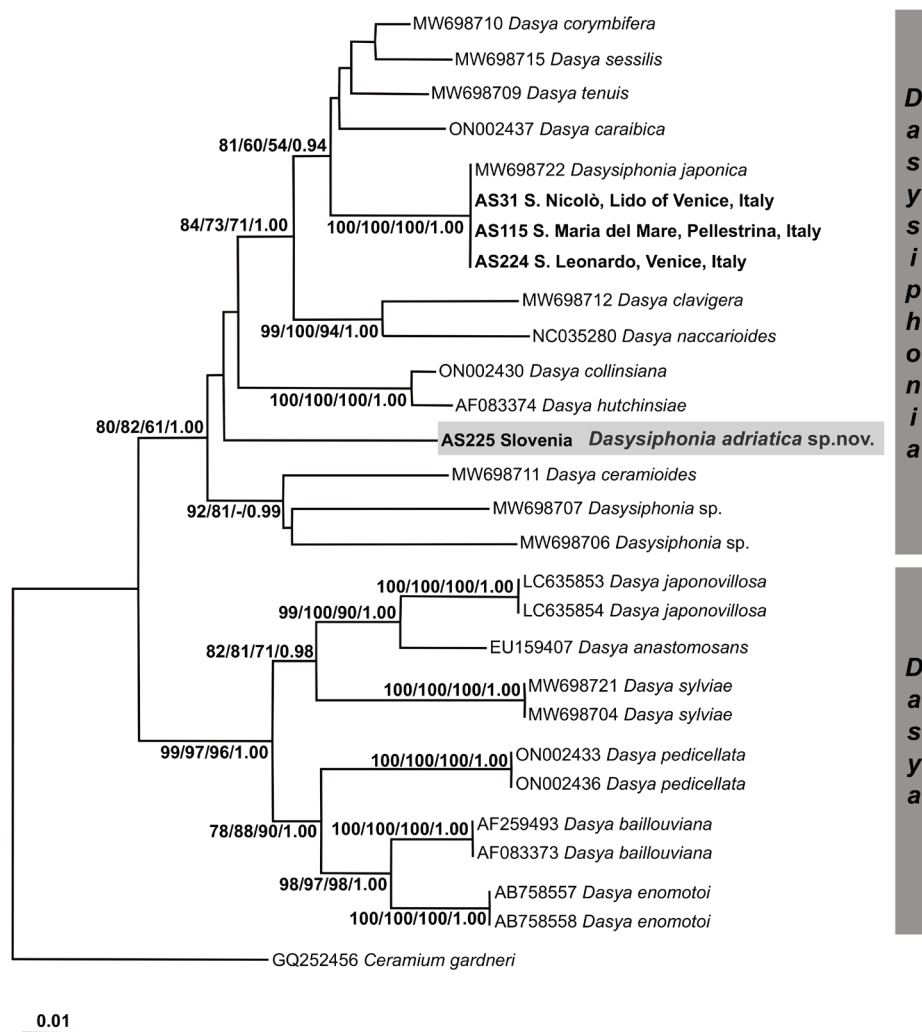 MW698710 Dasya corymbifera
MW698715 Dasya sessilis
MW698709 Dasya tenuis
ON002437 Dasya caraibica
81/60/54/0.94
MW698722 Dasysiphonia japonica
AS31 S. Nicolò, Lido of Venice, Italy
84/73/71/1.00
100/100/100/1.00
AS115 S. Maria del Mare, Pellestrina, Italy
AS224 S. Leonardo, Venice, Italy
MW698712 Dasya clavigera
99/100/94/1.00
NC035280 Dasya naccarioides
ON002430 Dasya collinsiana
100/100/100/1.00
AF083374 Dasya hutchinsiae
80/82/61/1.00
AS225 Slovenia Dasysiphonia adriatica sp.nov.
MW698711 Dasya ceramioides
92/81/-/0.99
MW698707 Dasysiphonia sp.
MW698706 Dasysiphonia sp.
Dasysiphonia
100/100/100/1.00
LC635853 Dasya japonovillosa
99/100/90/1.00
LC635854 Dasya japonovillosa
82/81/71/0.98
EU159407 Dasya anastomosans
100/100/100/1.00
MW698721 Dasya sylviae
MW698704 Dasya sylviae
99/97/96/1.00
100/100/100/1.00
ON002433 Dasya pedicellata
ON002436 Dasya pedicellata
78/88/90/1.00
100/100/100/1.00
AF259493 Dasya baillouviana
AF083373 Dasya baillouviana
98/97/98/1.00
AB758557 Dasya enomotoi
100/100/100/1.00
AB758558 Dasya enomotoi
Dasya
GQ252456 Ceramium gardneri
0.01